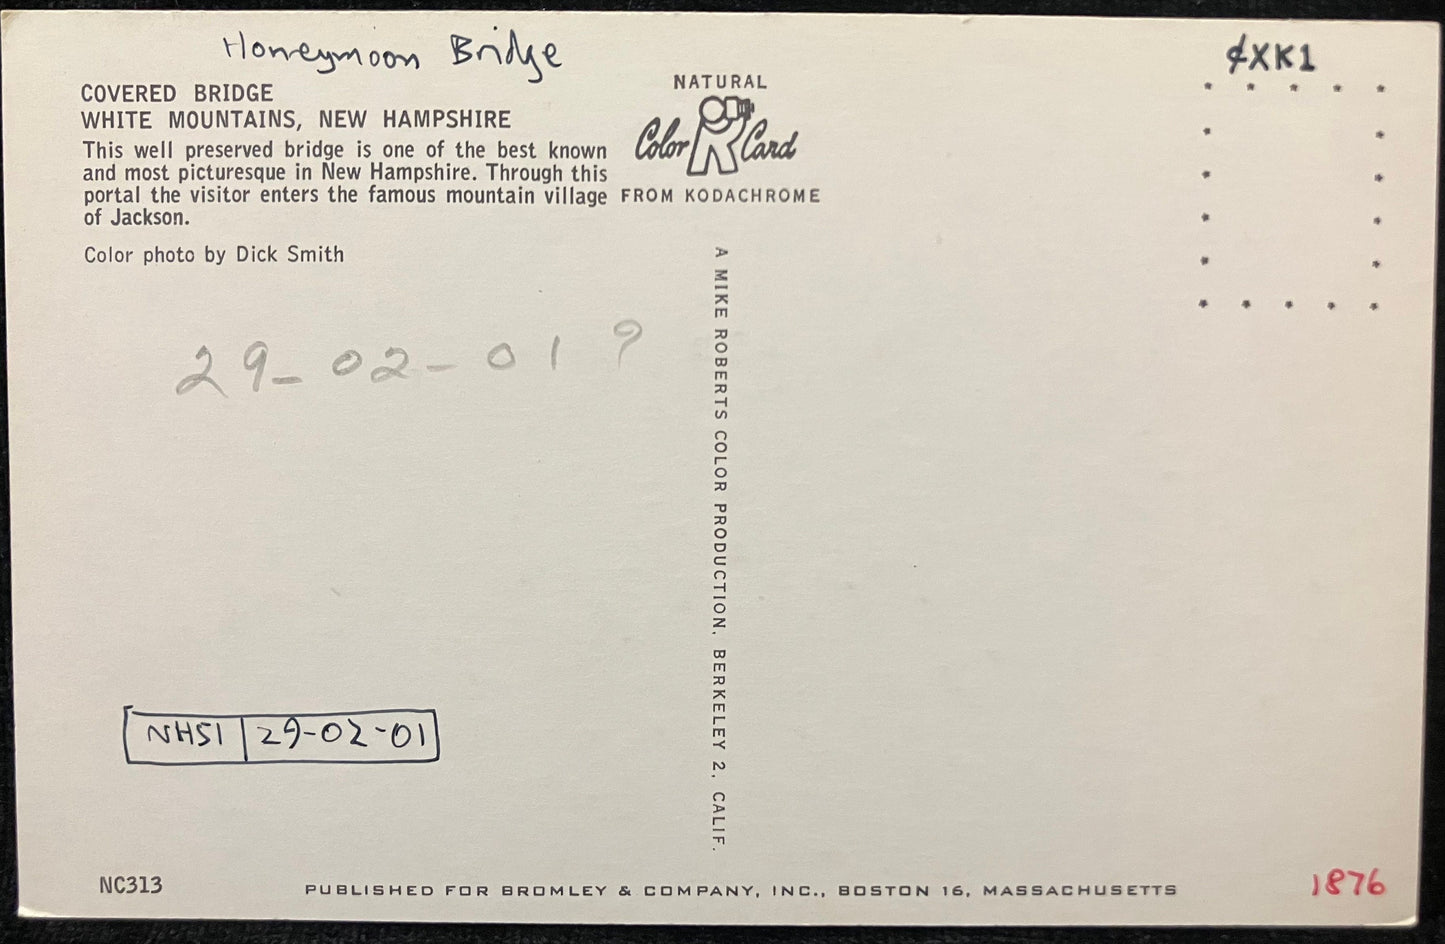 Honeymoon Bridge
COVERED BRIDGE
WHITE MOUNTAINS, NEW HAMPSHIRE
This well preserved bridge is one of the best known
and most picturesque in New Hampshire. Through this
portal the visitor enters the famous mountain village
of Jackson.
Color photo by Dick Smith
NATURAL
Color Card
FROM KODACHROME
¢XK1
29-02-01 ?
A MIKE ROBERTS COLOR PRODUCTION, BERKELEY 2, CALIF.
NH51 | 29-02-01
NC313
PUBLISHED FOR BROMLEY & COMPANY, INC., BOSTON 16, MASSACHUSETTS
1876